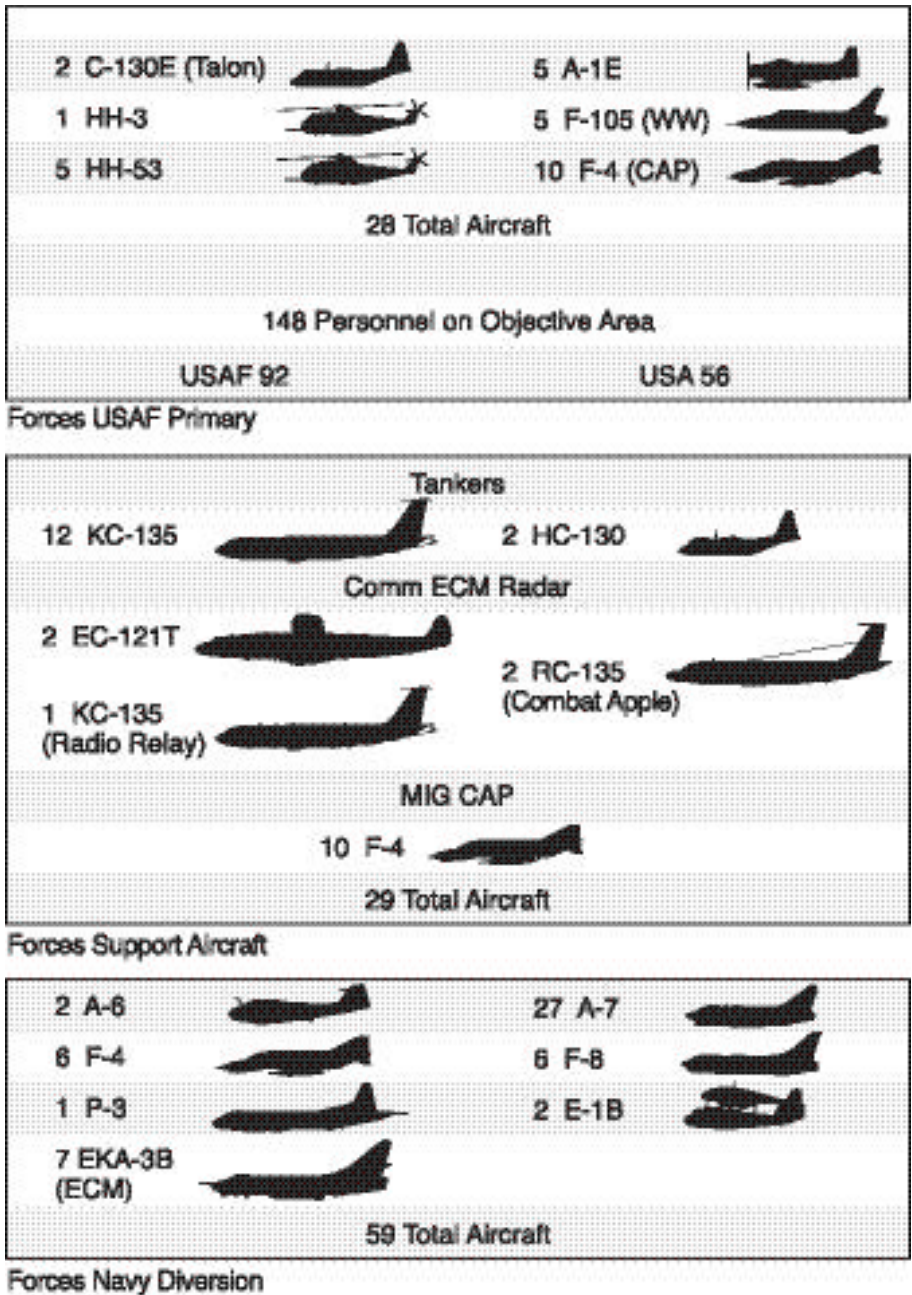 2 C-130E (Talon)
5 A-1E
1 HH-3
5 F-105 (WW)
5 HH-53
10 F-4 (CAP)
28 Total Aircraft
148 Personnel on Objective Area
USAF 92
USA 56
Forces USAF Primary
Tankers
12 KC-135
2 HC-130
Comm ECM Radar
2 EC-121T
2 RC-135
(Combat Apple)
1 KC-135
(Radio Relay)
MIG CAP
10 F-4
29 Total Aircraft
Forces Support Aircraft
2 A-6
27 A-7
6 F-4
6 F-8
1 P-3
2 E-1B
7 EKA-3B
(ECM)
59 Total Aircraft
Forces Navy Diversion